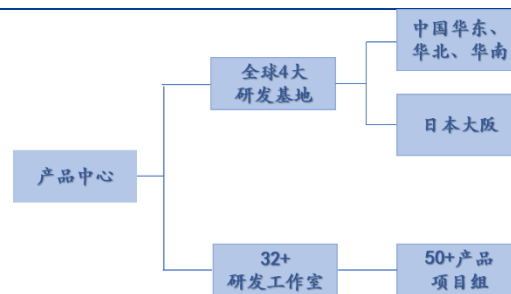 中国华东、
华北、华南
全球4大
研发基地
日本大阪
产品中心
32+
研发工作室
50+产品
项目组